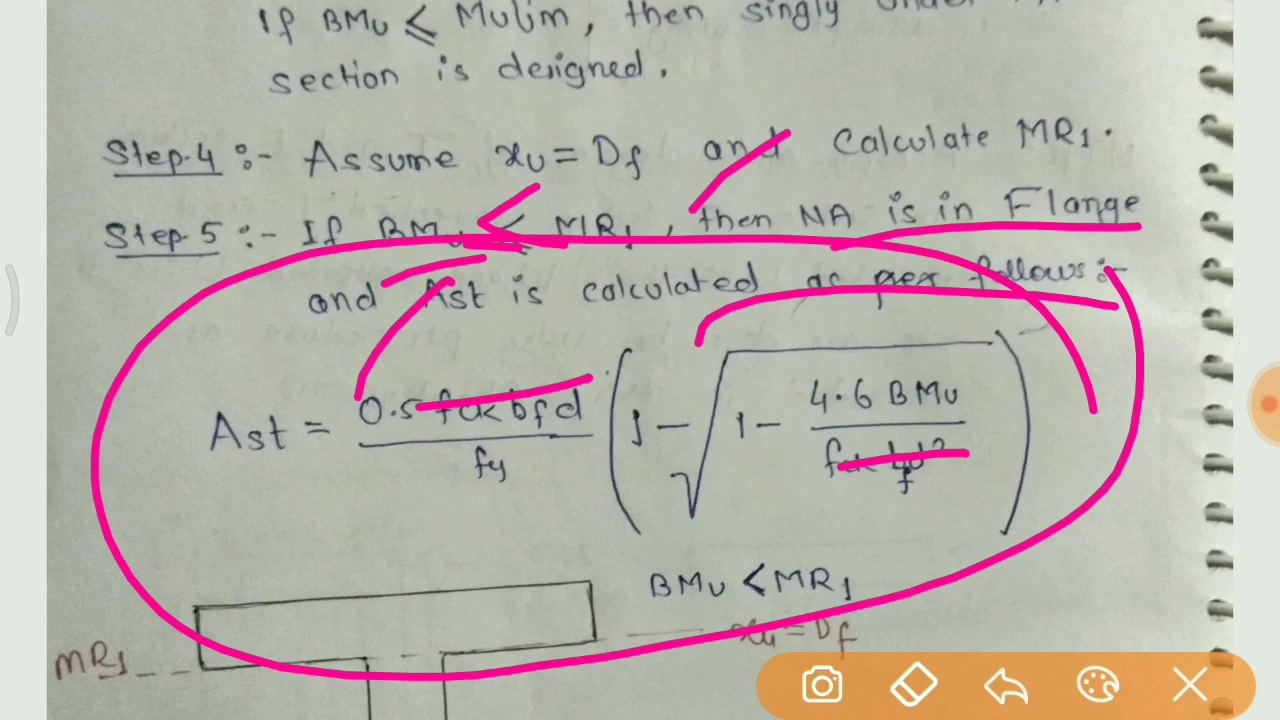 If BMu ≤ Mulim, then singly under
section is designed.
Step-4 :- Assume xu = Df and calculate MR1.
Step 5 :- If BMu ≤ MR1, then NA is in Flange
and Ast is calculated as per follows :-
Ast = 0.5 fck bf d / fy ( 1 - √ 1 - 4.6 BMu / fck bf d² )
BMu < MR1
xu = Df
MR1